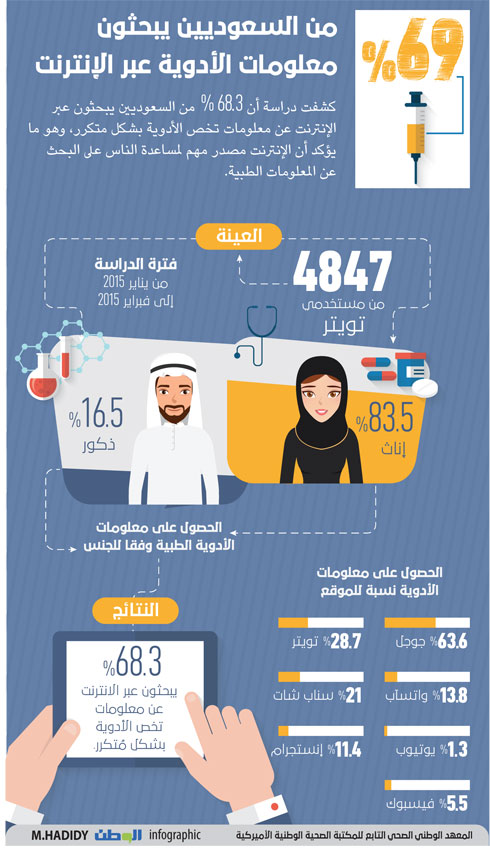 %69
من السعوديين يبحثون
معلومات الأدوية عبر الإنترنت
كشفت دراسة أن 68.3 % من السعوديين يبحثون عبر
الإنترنت عن معلومات تخص الأدوية بشكل متكرر، وهو ما
يؤكد أن الإنترنت مصدر مهم لمساعدة الناس على البحث
عن المعلومات الطبية.
العينة
4847
من مستخدمي
تويتر
فترة الدراسة
من يناير 2015
إلى فبراير 2015
%83.5
إناث
%16.5
ذكور
الحصول على معلومات
الأدوية الطبية وفقا للجنس
الحصول على معلومات
الأدوية نسبة للموقع
63.6% جوجل
28.7% تويتر
13.8% واتسآب
21% سناب شات
1.3% يوتيوب
11.4% إنستجرام
5.5% فيسبوك
النتائج
%68.3
يبحثون عبر الانترنت
عن معلومات
تخص الأدوية
بشكل مُتكرر.
المعهد الوطني الصحي التابع للمكتبة الصحية الوطنية الأميركية
infographic الوطن M.HADIDY